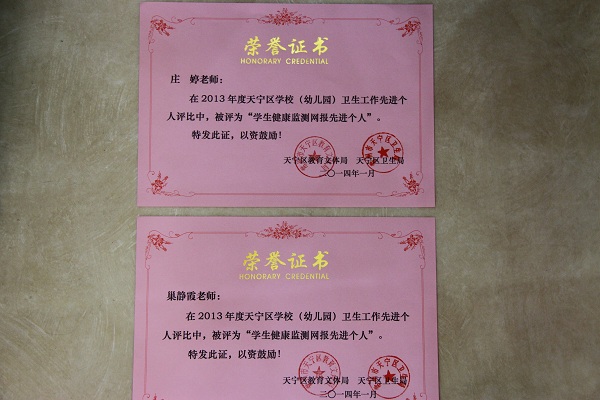 荣誉证书
HONORARY CREDENTIAL
庄　婷老师：
在 2013 年度天宁区学校（幼儿园）卫生工作先进个
人评比中，被评为“学生健康监测网报先进个人”。
特发此证，以资鼓励！
天宁区教育文体局　天宁区卫生局
二〇一四年一月
荣誉证书
HONORARY CREDENTIAL
巢静霞老师：
在 2013 年度天宁区学校（幼儿园）卫生工作先进个
人评比中，被评为“学生健康监测网报先进个人”。
特发此证，以资鼓励！
天宁区教育文体局　天宁区卫生局
二〇一四年一月